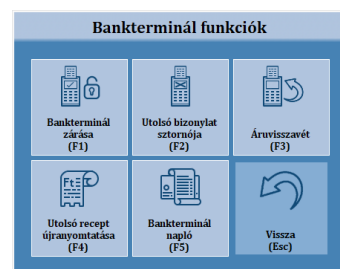 Bankterminál funkciók
Bankterminál
zárása
(F1)
Utolsó bizonylat
sztornója
(F2)
Áruvisszavét
(F3)
Ft
Utolsó recept
újranyomtatása
(F4)
Bankterminál
napló
(F5)
Vissza
(Esc)